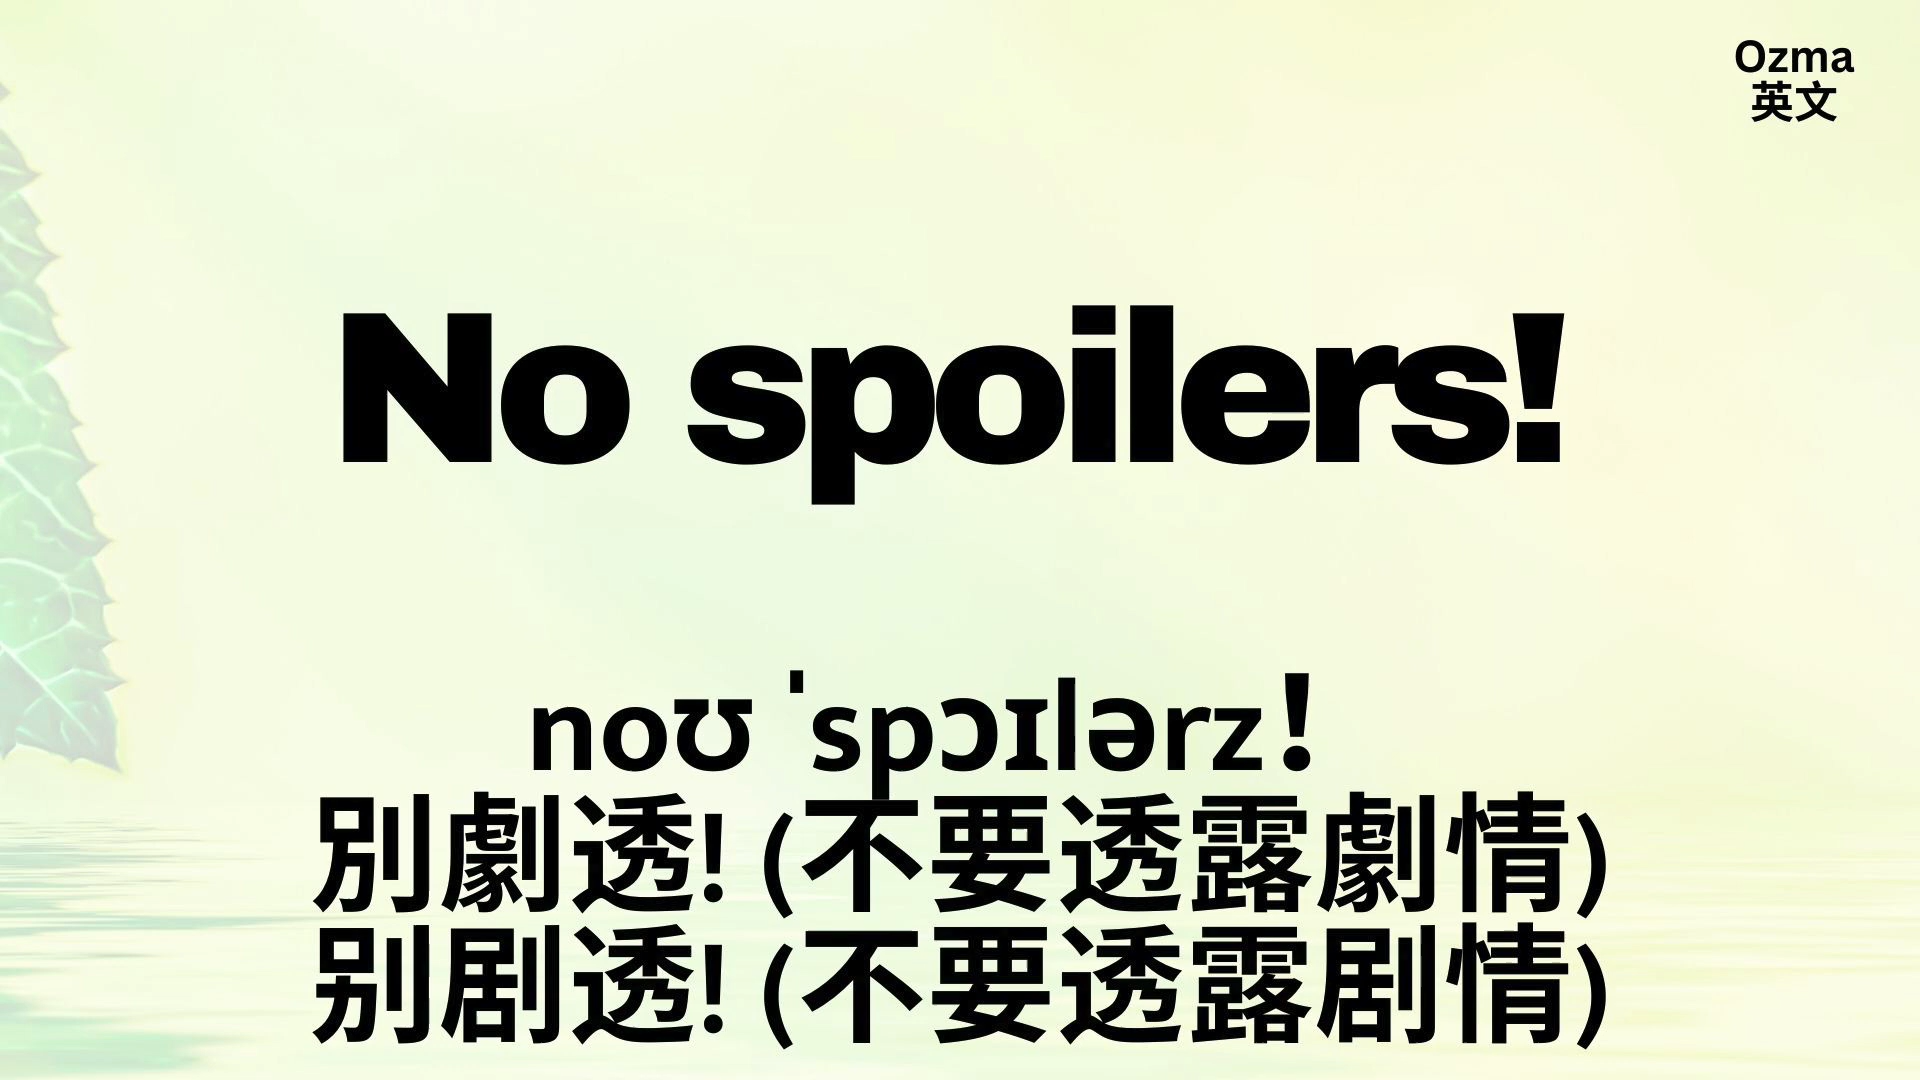 Ozma
英文
No spoilers!
noʊ ˈspɔɪlərz！
別劇透! (不要透露劇情)
别剧透! (不要透露剧情)